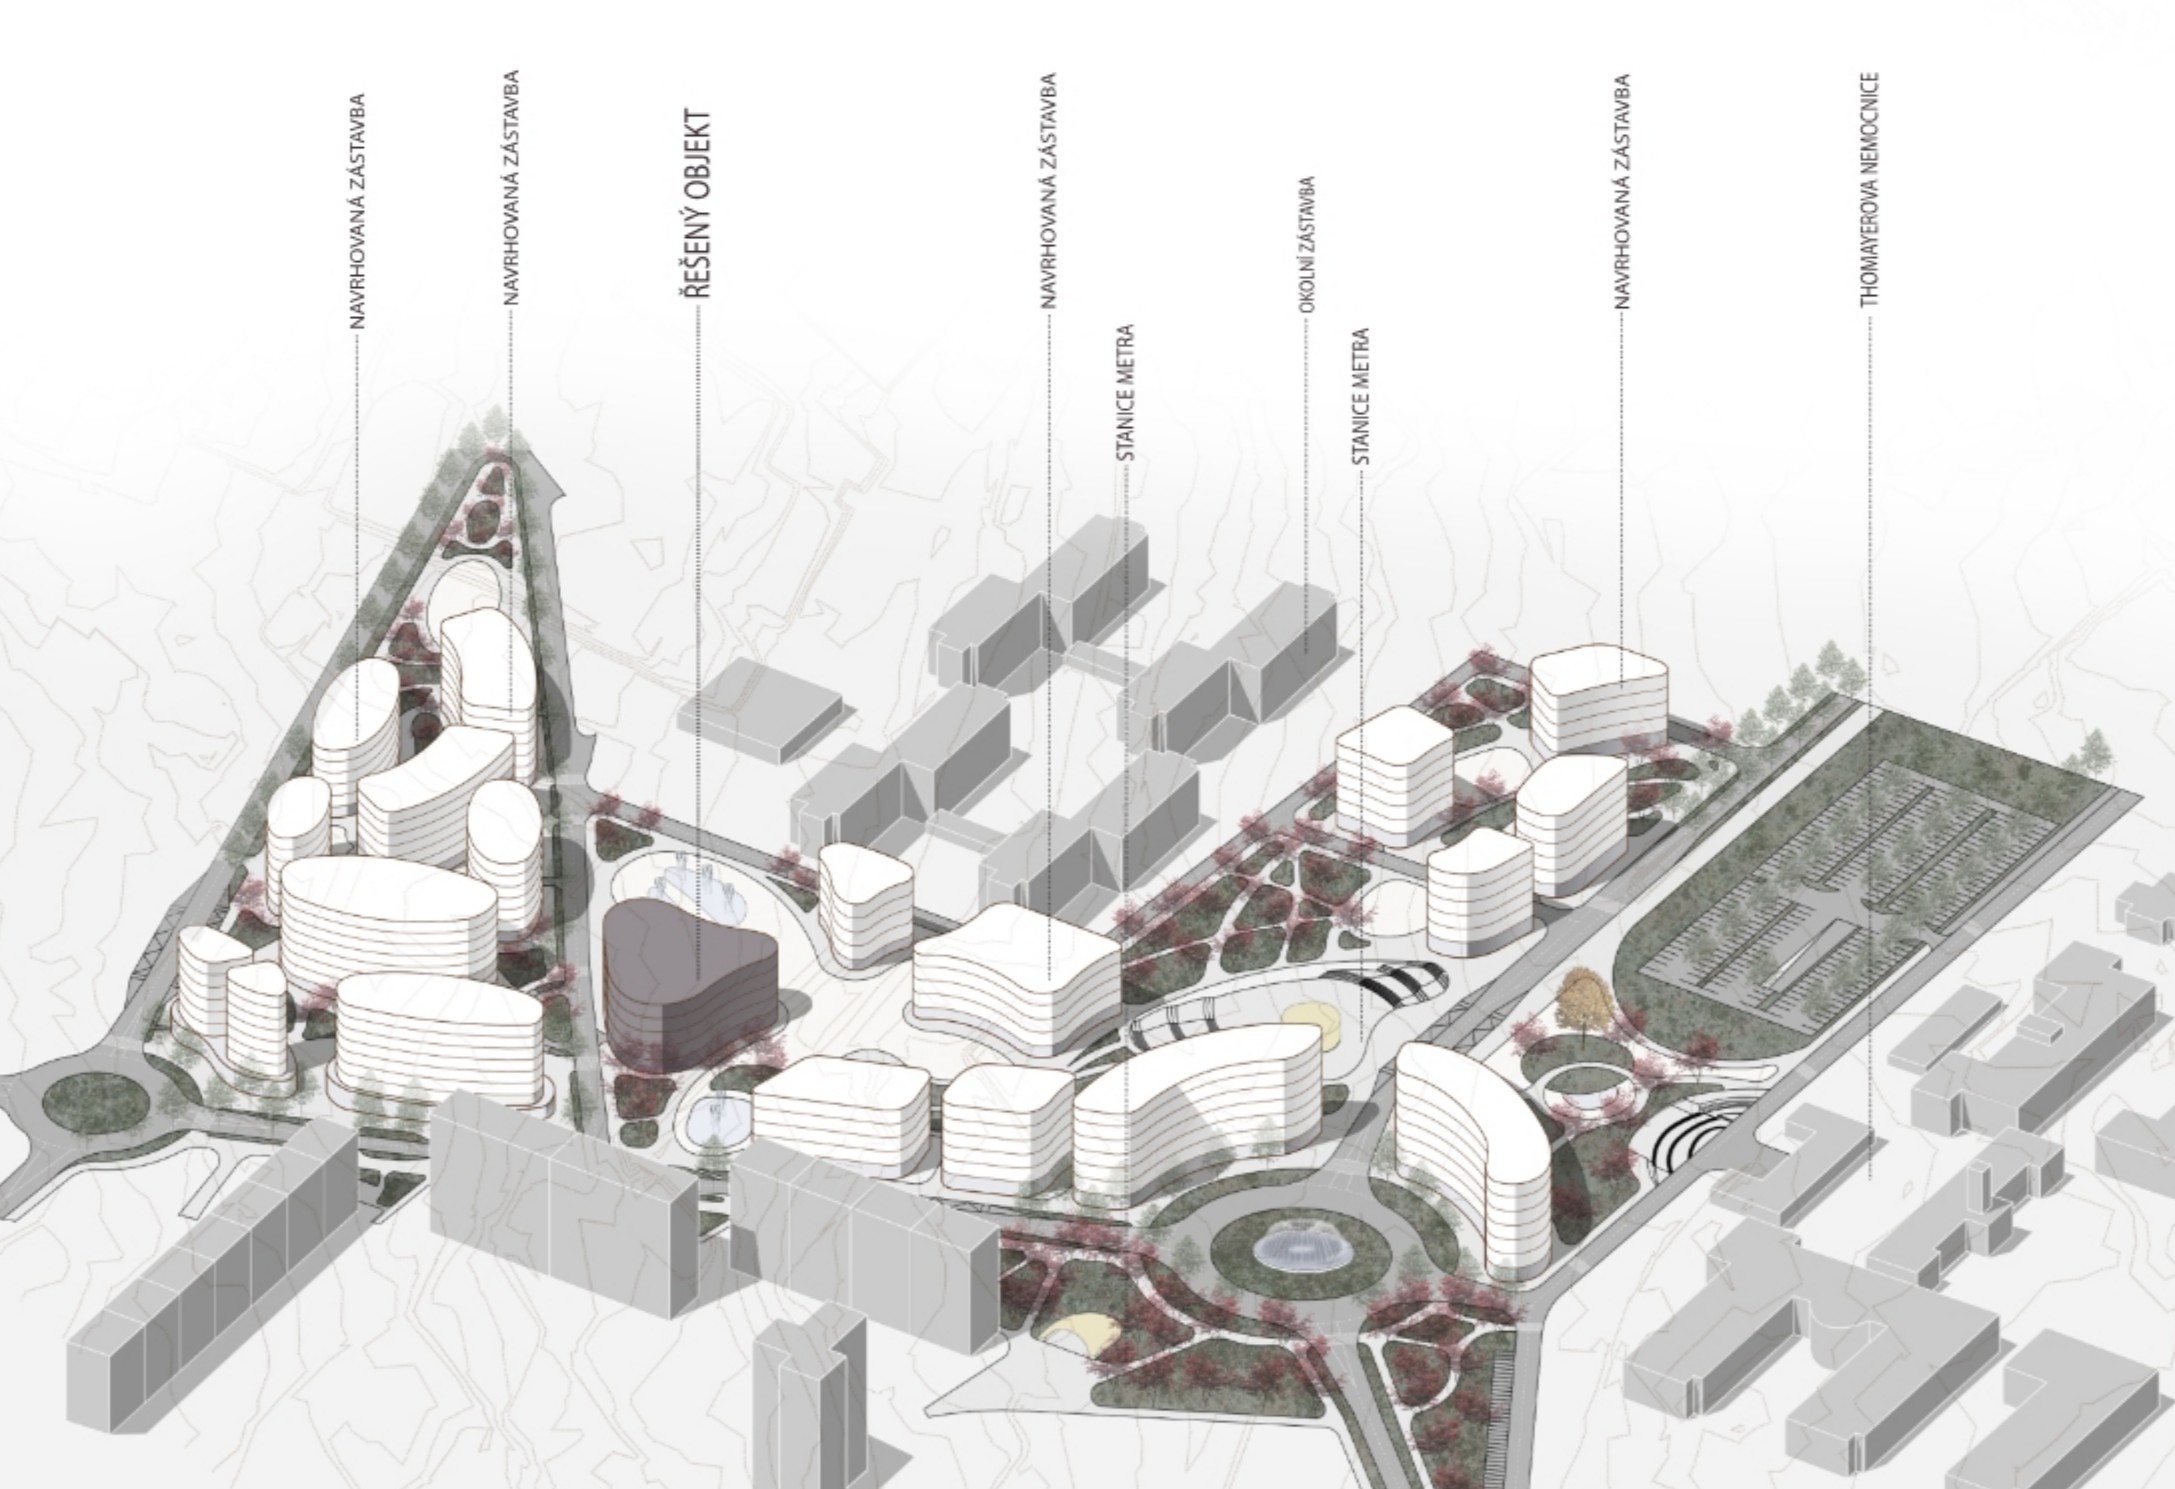 NAVRHOVANÁ ZÁSTAVBA
NAVRHOVANÁ ZÁSTAVBA
ŘEŠENÝ OBJEKT
NAVRHOVANÁ ZÁSTAVBA
STANICE METRA
OKOLNÍ ZÁSTAVBA
STANICE METRA
NAVRHOVANÁ ZÁSTAVBA
THOMAYEROVA NEMOCNICE